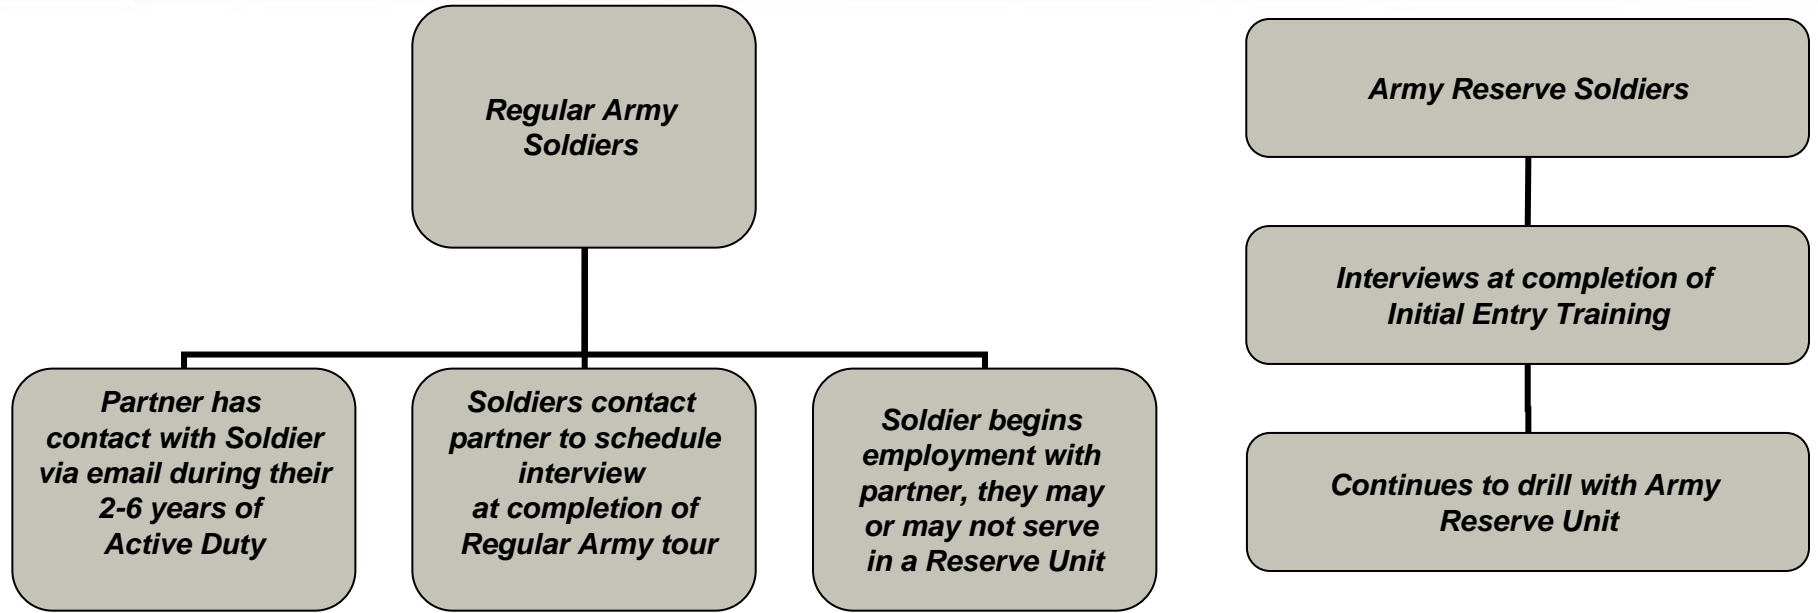 Regular Army
Soldiers
Partner has
contact with Soldier
via email during their
2-6 years of
Active Duty
Soldiers contact
partner to schedule
interview
at completion of
Regular Army tour
Soldier begins
employment with
partner, they may
or may not serve
in a Reserve Unit
Army Reserve Soldiers
Interviews at completion of
Initial Entry Training
Continues to drill with Army
Reserve Unit